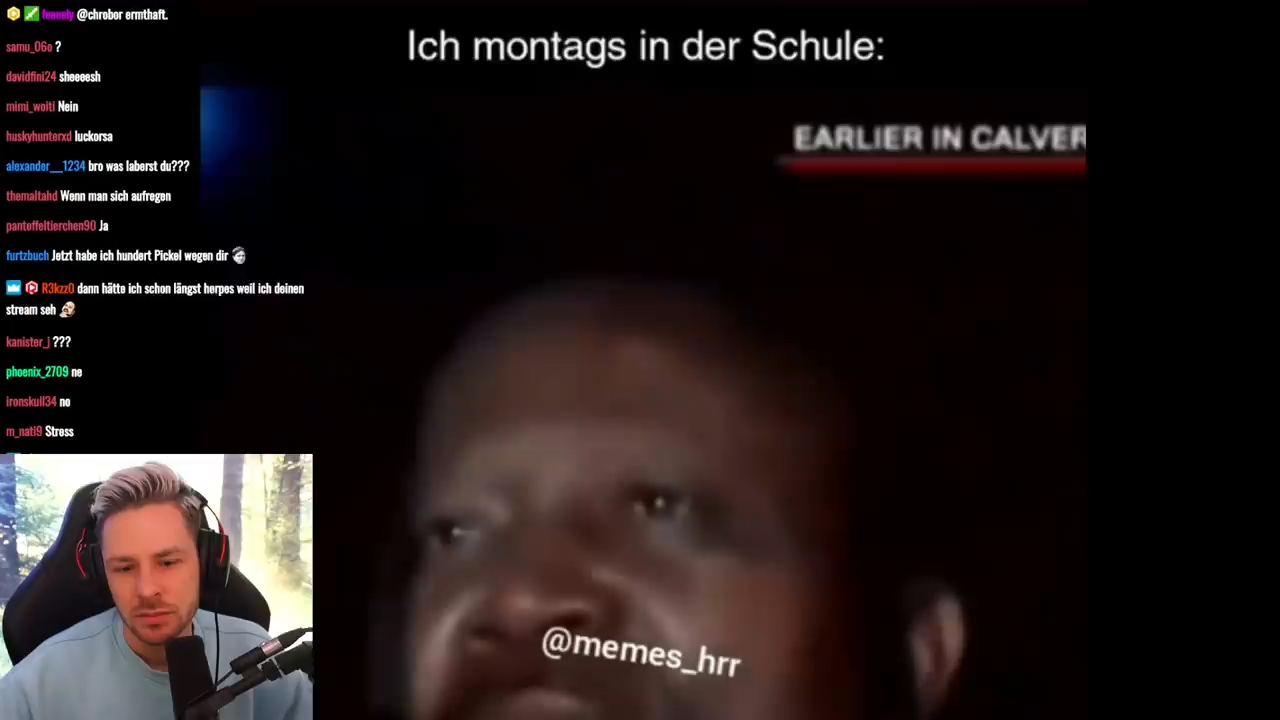 feeeely @chrobor ermthaft.
samu_06o ?
davidfini24 sheeeesh
mimi_woiti Nein
huskyhunterxd luckorsa
alexander__1234 bro was laberst du???
themaltahd Wenn man sich aufregen
pantoffeltierchen90 Ja
furtzbuch Jetzt habe ich hundert Pickel wegen dir
R3kzz0 dann hätte ich schon längst herpes weil ich deinen
stream seh
kanister_j ???
phoenix_2709 ne
ironskull34 no
m_nati9 Stress
Ich montags in der Schule:
EARLIER IN CALVER
@memes_hrr